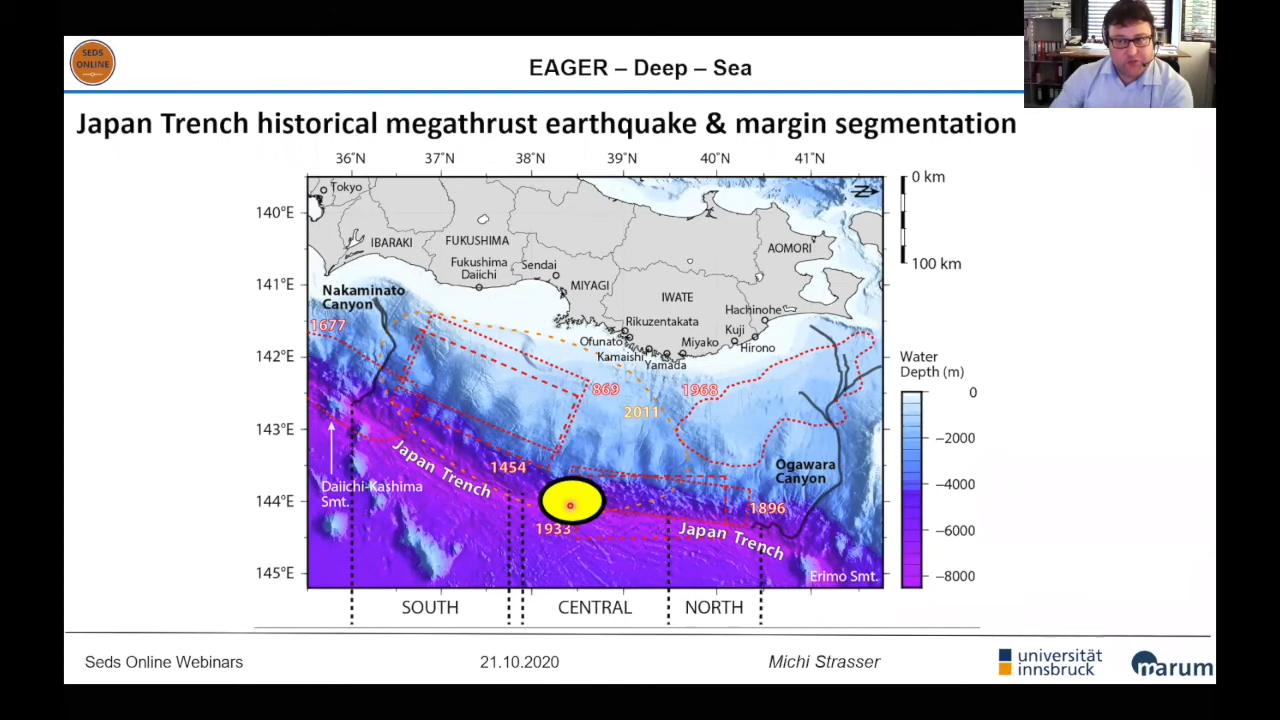 SEDS
ONLINE
EAGER – Deep – Sea
Japan Trench historical megathrust earthquake & margin segmentation
36°N 37°N 38°N 39°N 40°N 41°N
0 km
100 km
140°E
141°E
142°E
143°E
144°E
145°E
Tokyo
IBARAKI
FUKUSHIMA
Fukushima
Daiichi
Sendai
MIYAGI
IWATE
AOMORI
Hachinohe
Kuji
Hirono
Rikuzentakata
Ofunato
Kamaishi
Yamada
Miyako
Nakaminato
Canyon
1677
869
2011
1968
1454
1933
1896
Japan Trench
Japan Trench
Daiichi-Kashima
Smt.
Ogawara
Canyon
Erimo Smt.
N
Water
Depth (m)
0
−2000
−4000
−6000
−8000
SOUTH CENTRAL NORTH
Seds Online Webinars 21.10.2020 Michi Strasser
universität
innsbruck
marum